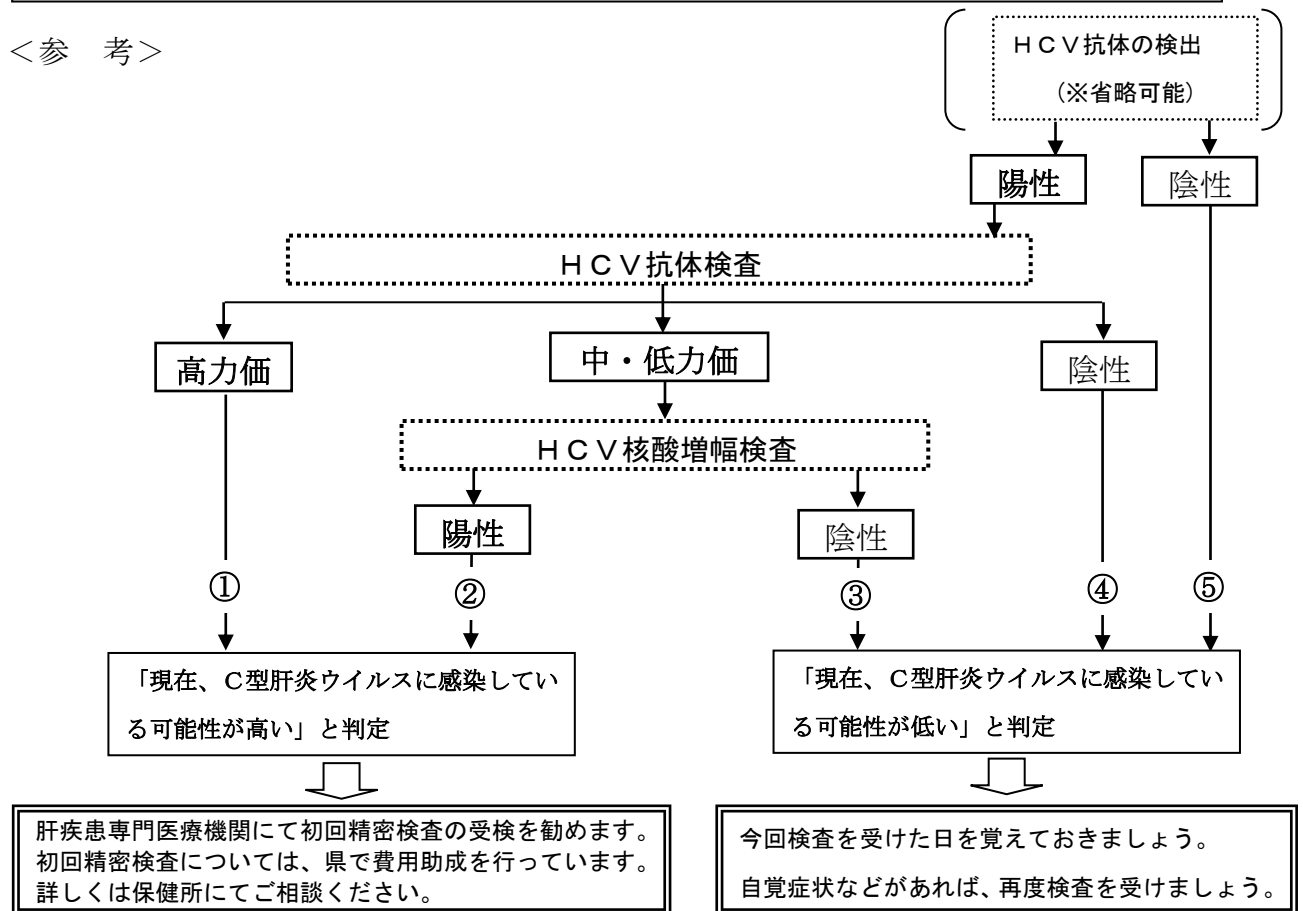 ＜参　考＞
ＨＣＶ抗体の検出
（※省略可能）
陽性
陰性
ＨＣＶ抗体検査
高力価
中・低力価
陰性
ＨＣＶ核酸増幅検査
陽性
陰性
①
②
③
④
⑤
「現在、Ｃ型肝炎ウイルスに感染してい
る可能性が高い」と判定
「現在、Ｃ型肝炎ウイルスに感染してい
る可能性が低い」と判定
肝疾患専門医療機関にて初回精密検査の受検を勧めます。
初回精密検査については、県で費用助成を行っています。
詳しくは保健所にてご相談ください。
今回検査を受けた日を覚えておきましょう。
自覚症状などがあれば、再度検査を受けましょう。